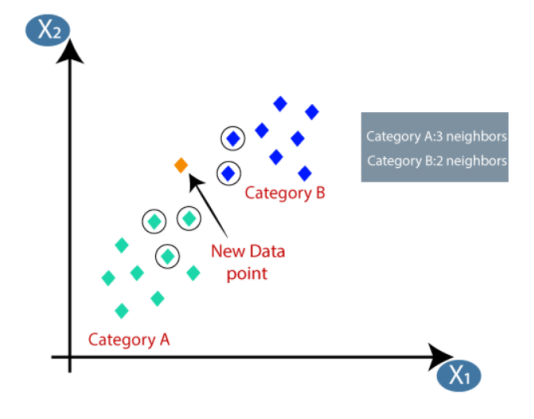 X2
Category A:3 neighbors
Category B:2 neighbors
Category B
New Data
point
Category A
X1